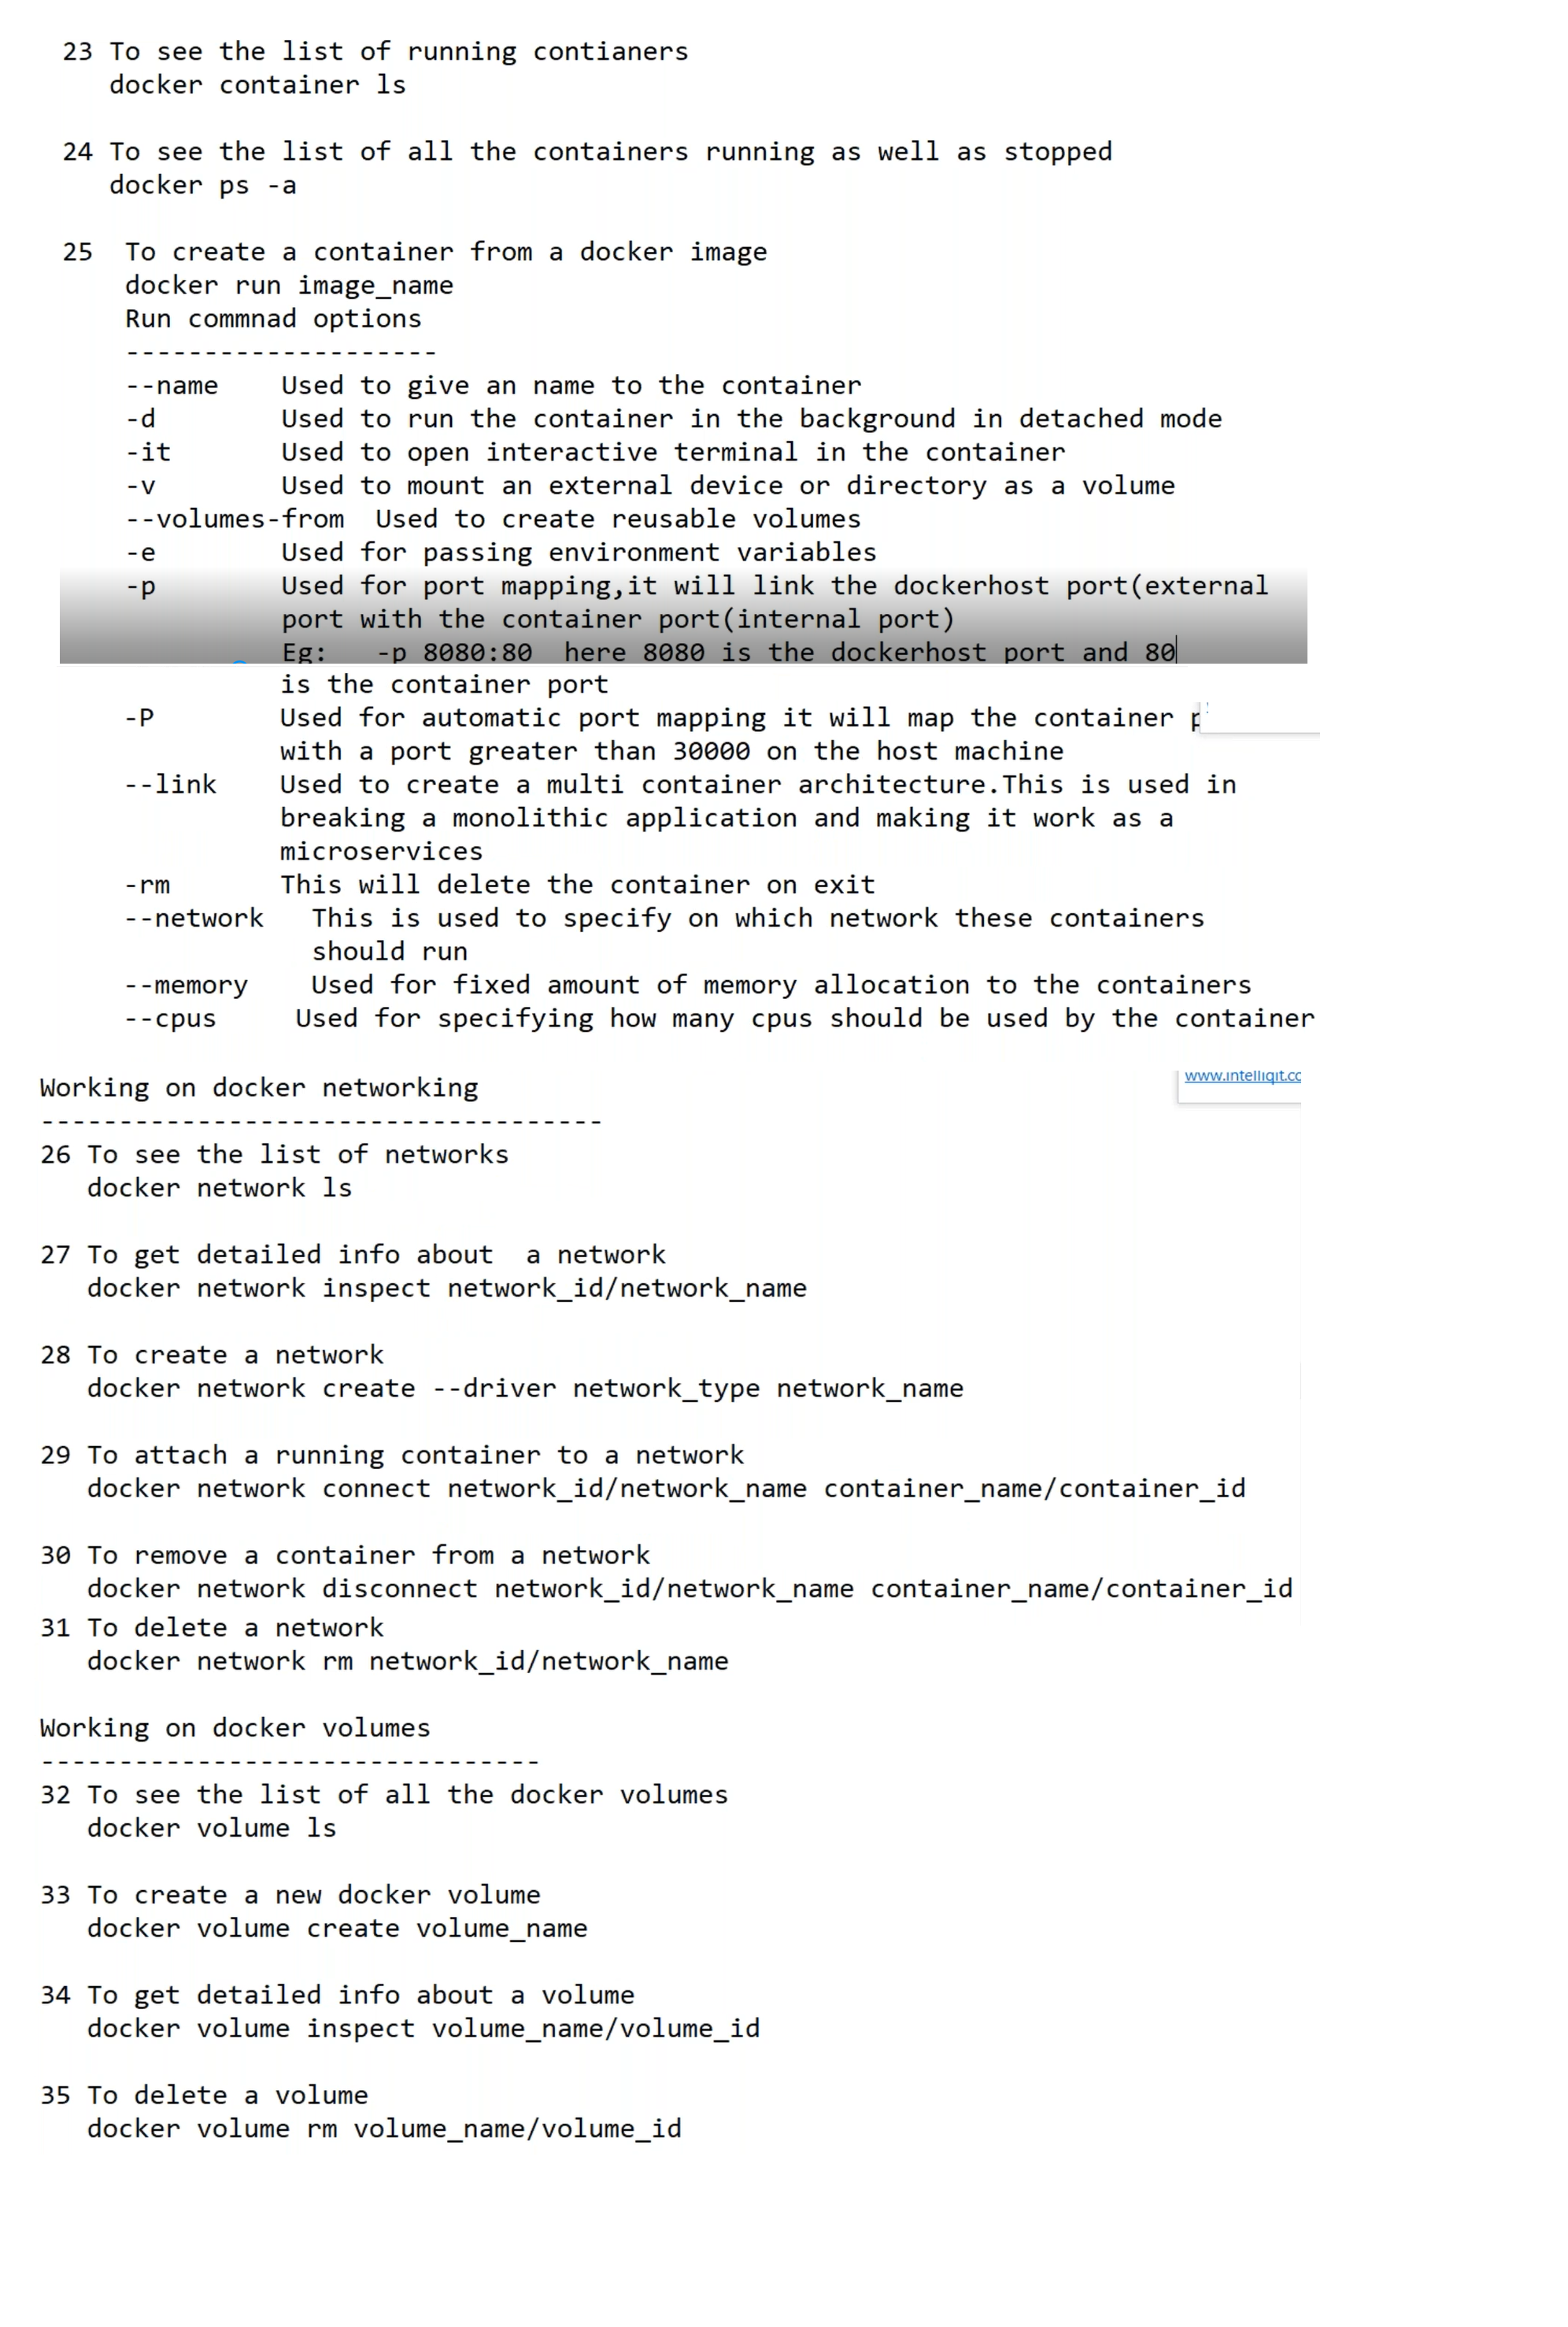 23 To see the list of running contianers
docker container ls
24 To see the list of all the containers running as well as stopped
docker ps -a
25 To create a container from a docker image
docker run image_name
Run commnad options
--------------------
--name Used to give an name to the container
-d Used to run the container in the background in detached mode
-it Used to open interactive terminal in the container
-v Used to mount an external device or directory as a volume
--volumes-from Used to create reusable volumes
-e Used for passing environment variables
-p Used for port mapping,it will link the dockerhost port(external
port with the container port(internal port)
Eg: -p 8080:80 here 8080 is the dockerhost port and 80
is the container port
-P Used for automatic port mapping it will map the container
with a port greater than 30000 on the host machine
--link Used to create a multi container architecture.This is used in
breaking a monolithic application and making it work as a
microservices
-rm This will delete the container on exit
--network This is used to specify on which network these containers
should run
--memory Used for fixed amount of memory allocation to the containers
--cpus Used for specifying how many cpus should be used by the container
www.intelliqit.cc
Working on docker networking
------------------------------------
26 To see the list of networks
docker network ls
27 To get detailed info about a network
docker network inspect network_id/network_name
28 To create a network
docker network create --driver network_type network_name
29 To attach a running container to a network
docker network connect network_id/network_name container_name/container_id
30 To remove a container from a network
docker network disconnect network_id/network_name container_name/container_id
31 To delete a network
docker network rm network_id/network_name
Working on docker volumes
--------------------------------
32 To see the list of all the docker volumes
docker volume ls
33 To create a new docker volume
docker volume create volume_name
34 To get detailed info about a volume
docker volume inspect volume_name/volume_id
35 To delete a volume
docker volume rm volume_name/volume_id